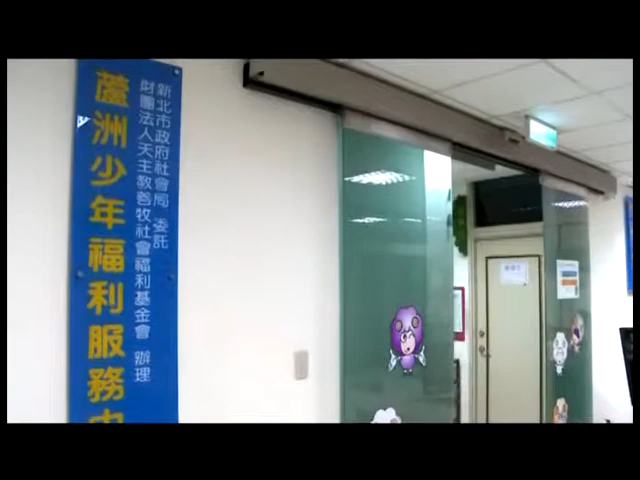 新北市政府社會局 委託
財團法人天主教善牧社會福利基金會 辦理
蘆洲少年福利服務中